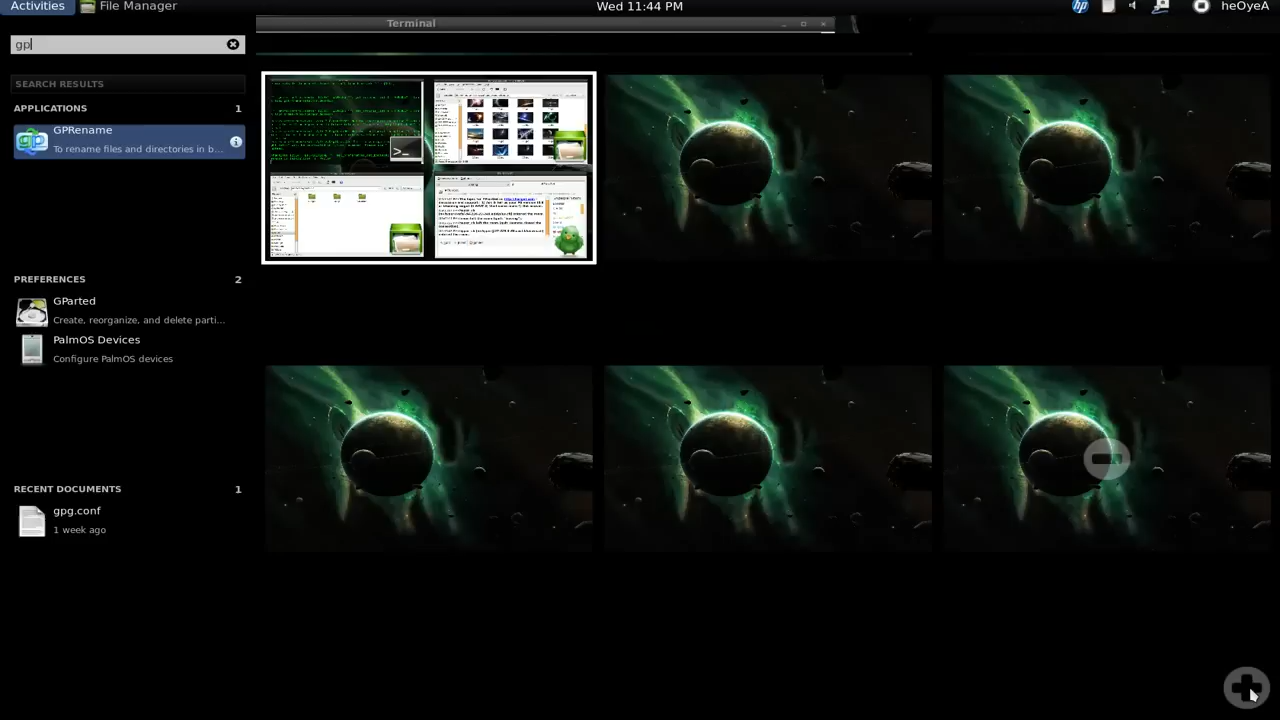 Activities
File Manager
Wed 11:44 PM
heOyeA
Terminal
gp
SEARCH RESULTS
APPLICATIONS 1
GPRename
To rename files and directories in b...
PREFERENCES 2
GParted
Create, reorganize, and delete parti...
PalmOS Devices
Configure PalmOS devices
RECENT DOCUMENTS 1
gpg.conf
1 week ago